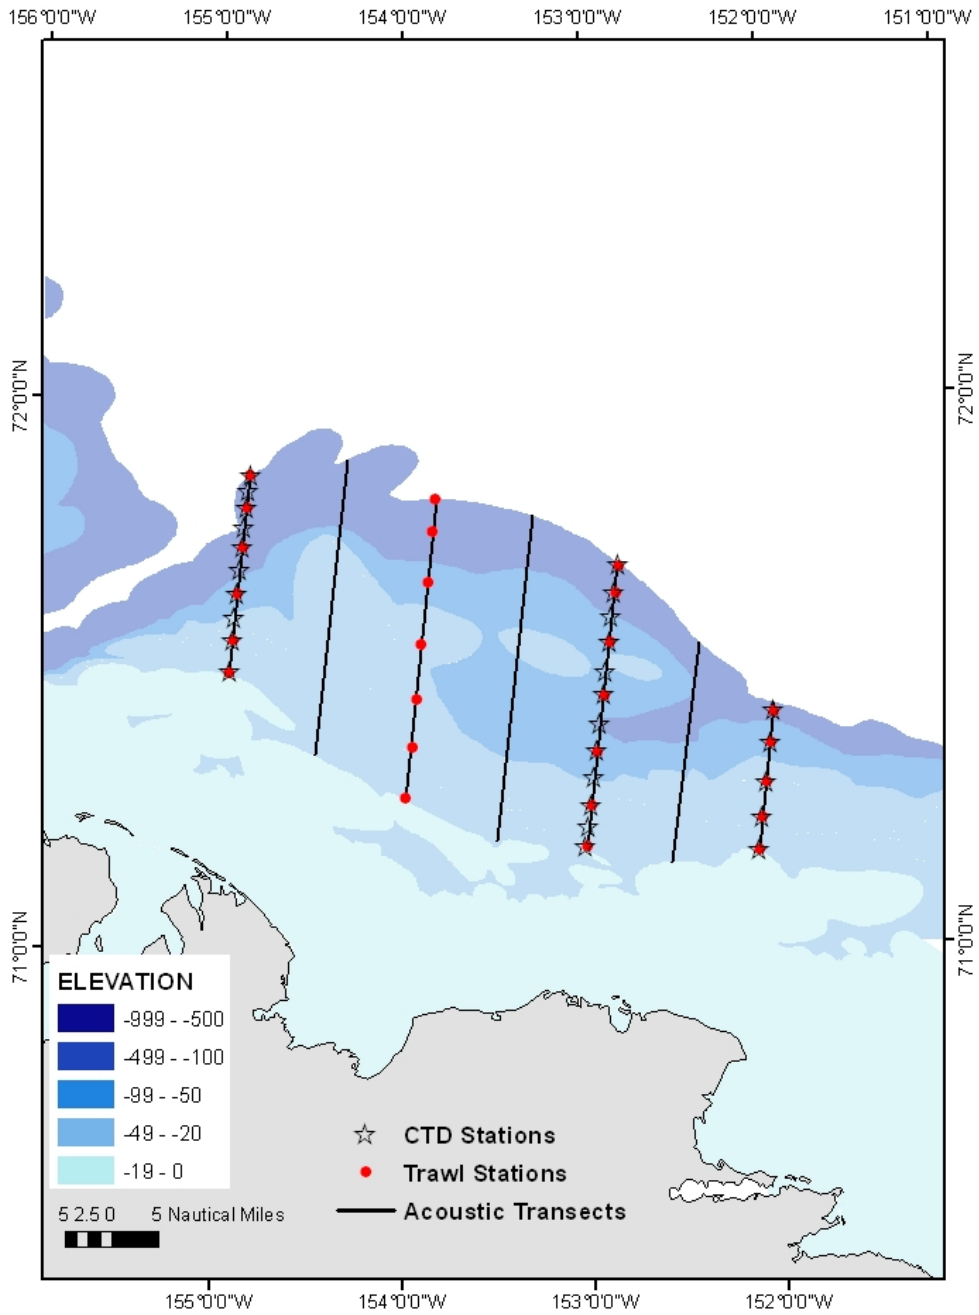 156°0'0"W 155°0'0"W 154°0'0"W 153°0'0"W 152°0'0"W 151°0'0"W
72°0'0"N 72°0'0"N
71°0'0"N 71°0'0"N
ELEVATION
-999 - -500
-499 - -100
-99 - -50
-49 - -20
-19 - 0
CTD Stations
Trawl Stations
Acoustic Transects
5 2.5 0 5 Nautical Miles
155°0'0"W 154°0'0"W 153°0'0"W 152°0'0"W